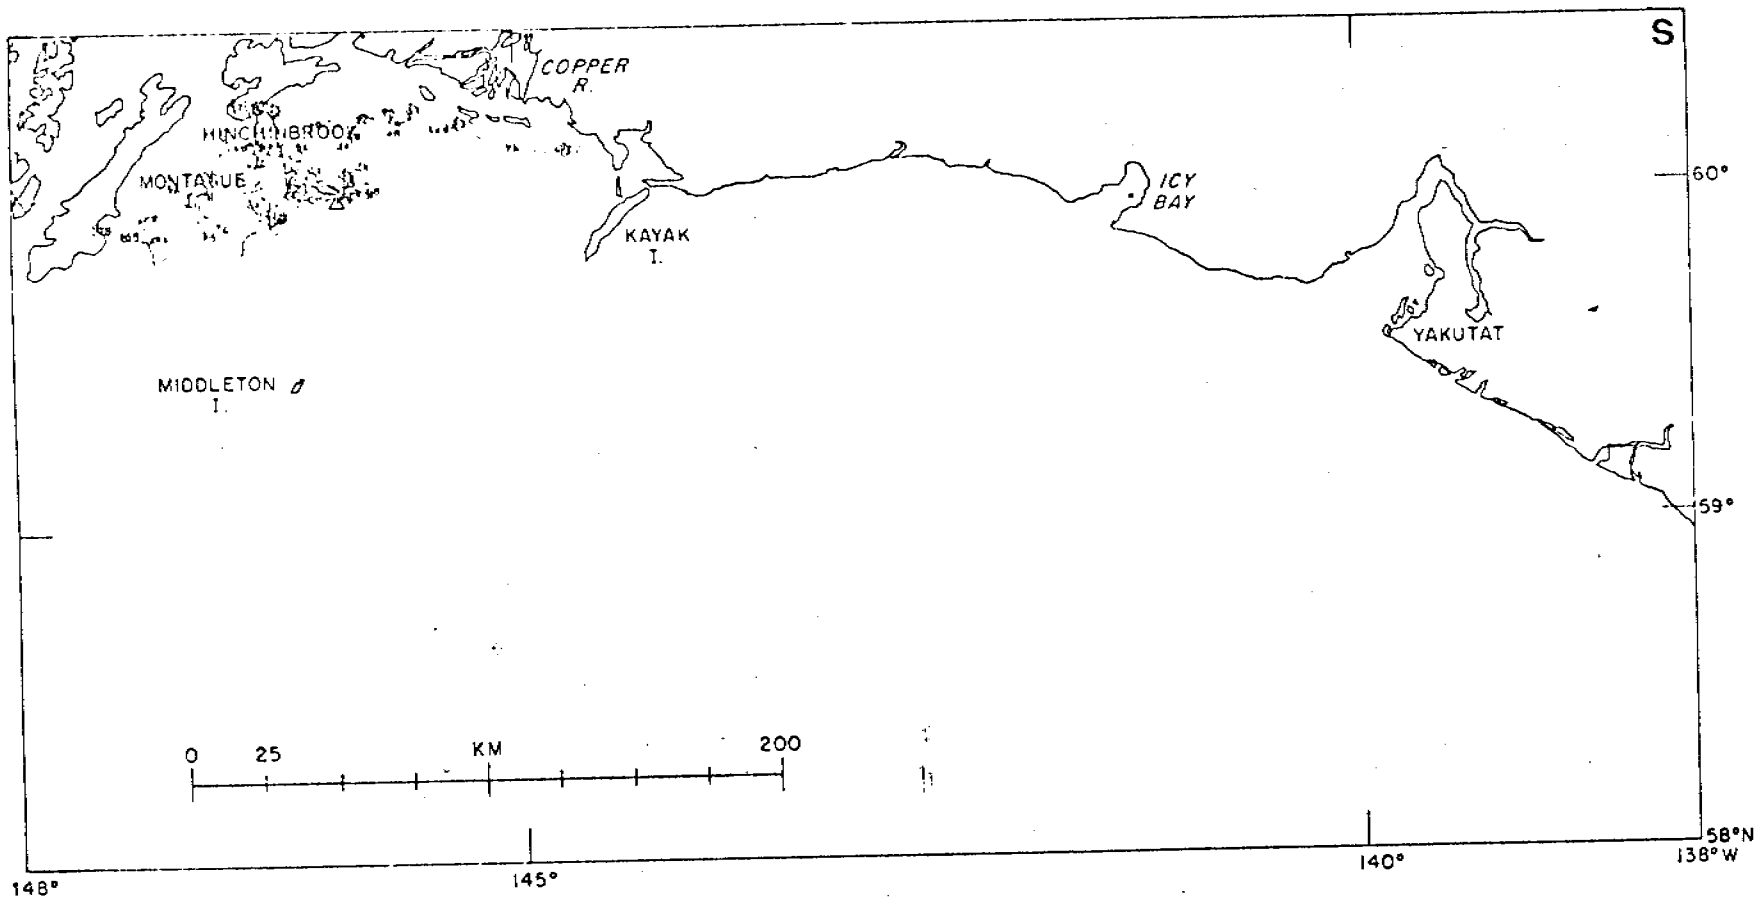 S
COPPER
R.
HINCHINBROOK
MONTAGUE
I.
ICY
BAY
60°
KAYAK
I.
YAKUTAT
MIDDLETON
I.
59°
0 25 KM 200
58°N
148° 145° 140° 138°W